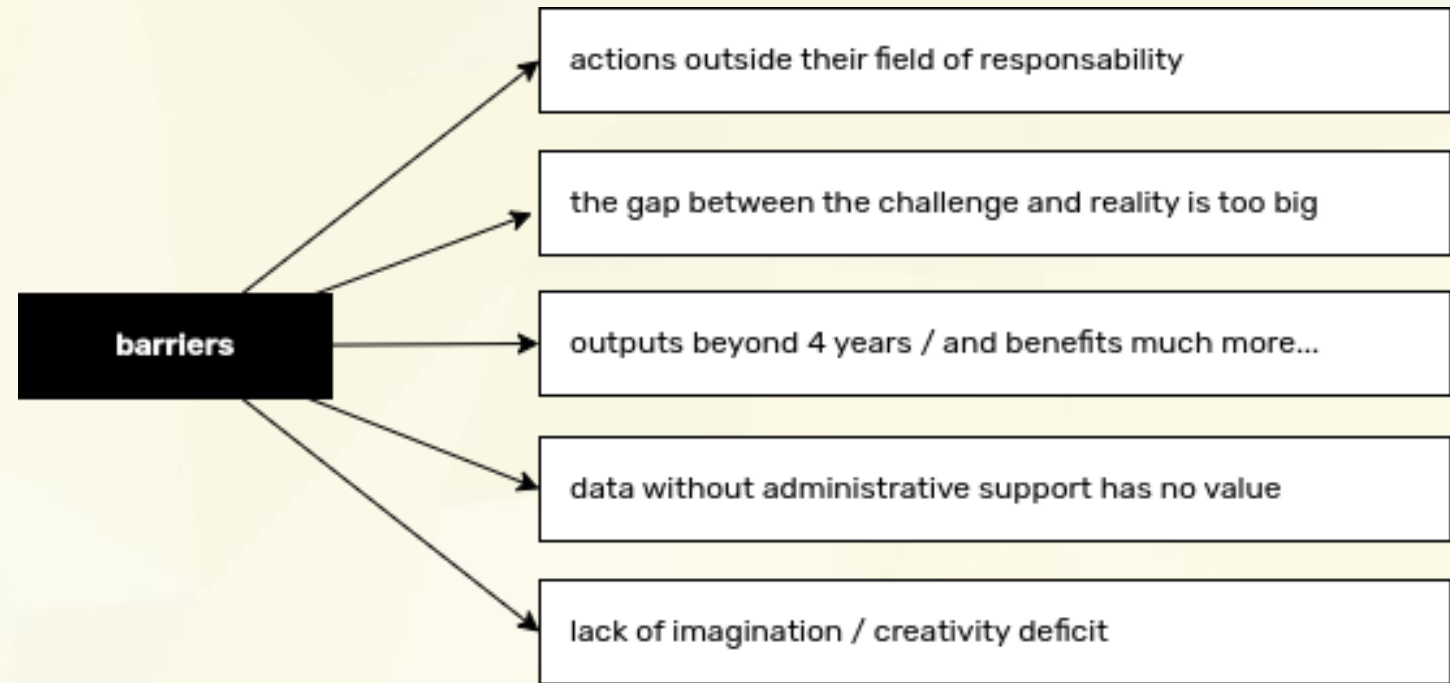 actions outside their field of responsability
the gap between the challenge and reality is too big
barriers
outputs beyond 4 years / and benefits much more...
data without administrative support has no value
lack of imagination / creativity deficit